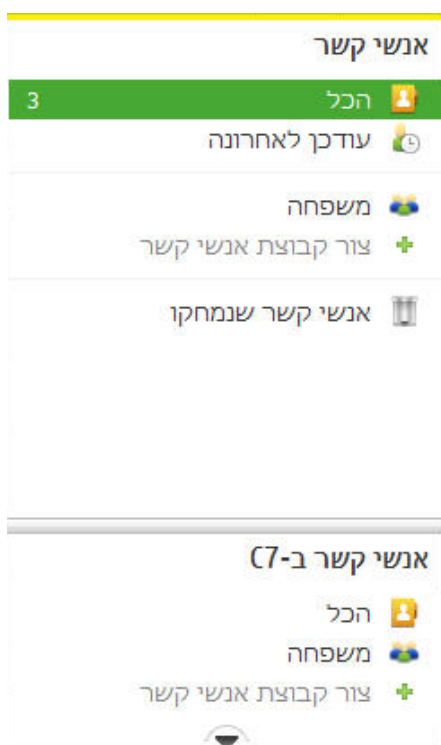 אנשי קשר
הכל 3
עודכן לאחרונה
משפחה
צור קבוצת אנשי קשר
אנשי קשר שנמחקו
אנשי קשר ב-C7
הכל
משפחה
צור קבוצת אנשי קשר